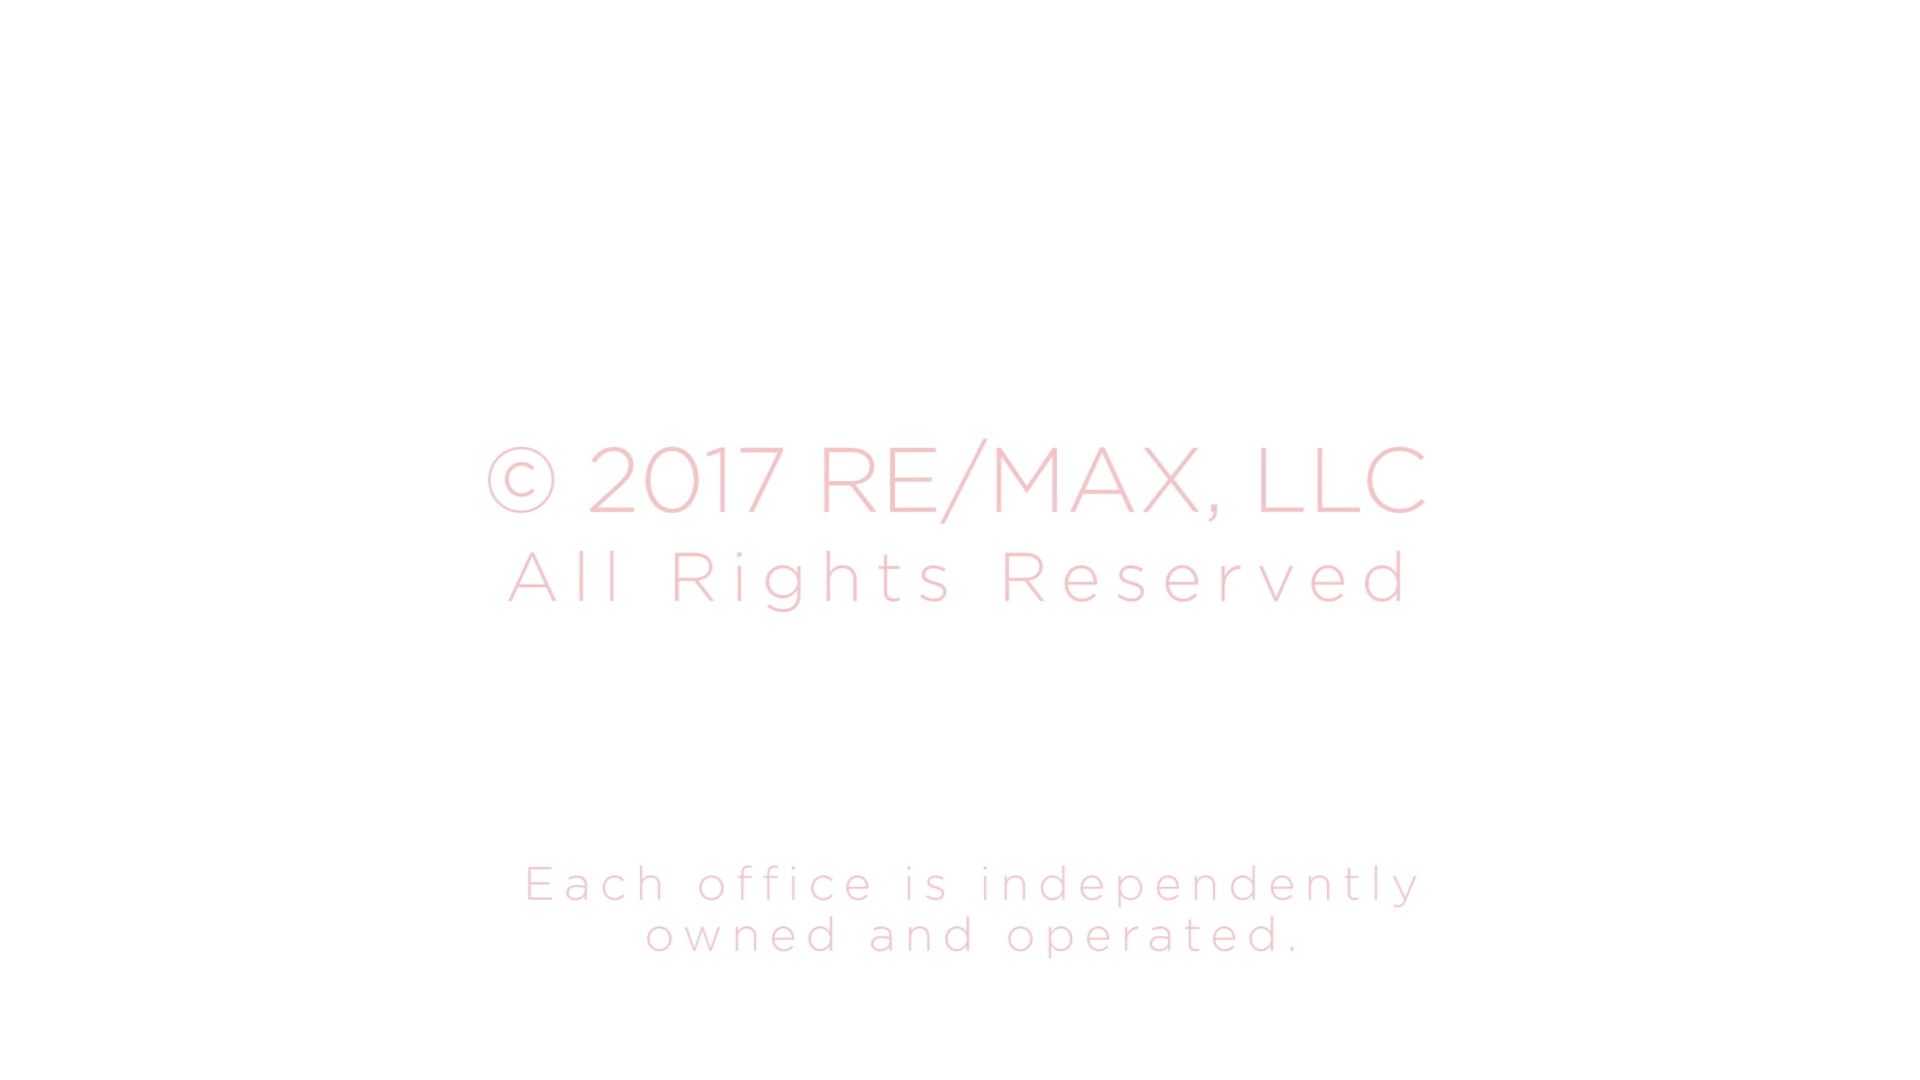 © 2017 RE/MAX, LLC
All Rights Reserved
Each office is independently
owned and operated.